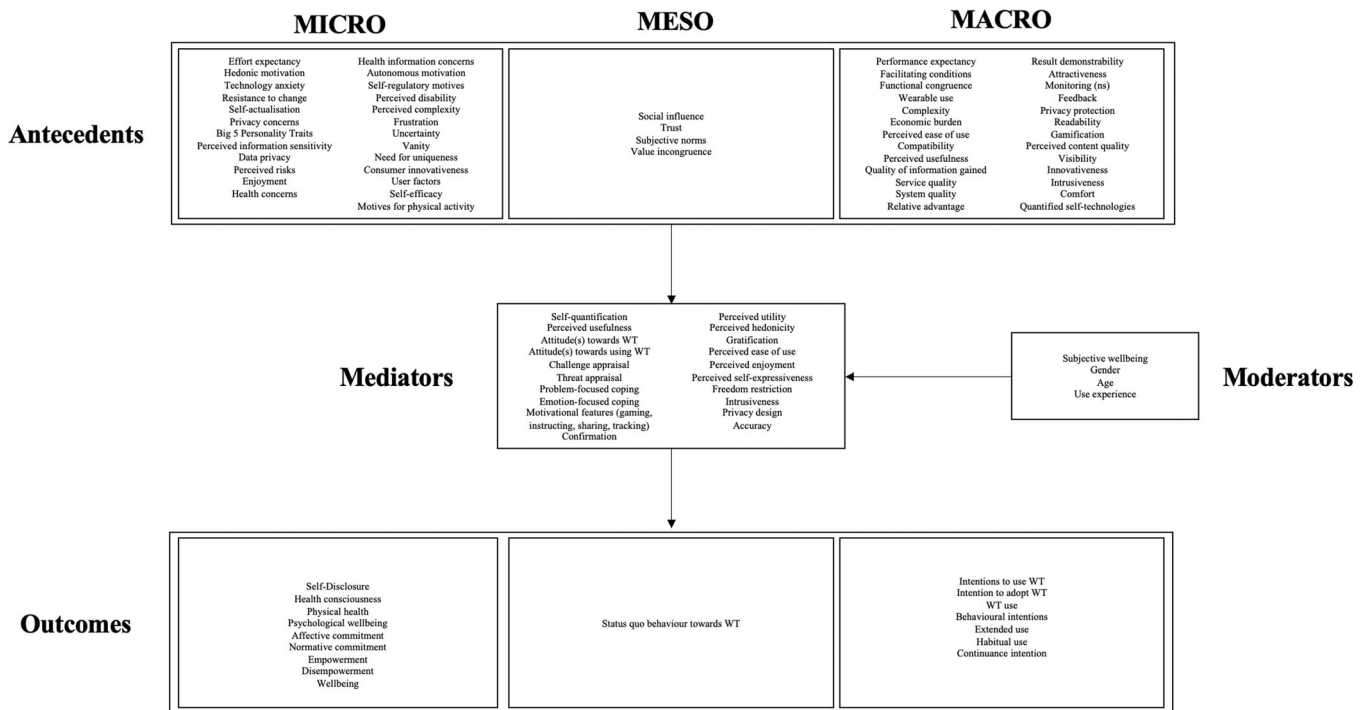 MICRO
MESO
MACRO
Antecedents
Effort expectancy
Hedonic motivation
Technology anxiety
Resistance to change
Self-actualisation
Privacy concerns
Big 5 Personality Traits
Perceived information sensitivity
Data privacy
Perceived risks
Enjoyment
Health concerns
Health information concerns
Autonomous motivation
Self-regulatory motives
Perceived disability
Perceived complexity
Frustration
Uncertainty
Vanity
Need for uniqueness
Consumer innovativeness
User factors
Self-efficacy
Motives for physical activity
Social influence
Trust
Subjective norms
Value incongruence
Performance expectancy
Facilitating conditions
Functional congruence
Wearable use
Complexity
Economic burden
Perceived ease of use
Compatibility
Perceived usefulness
Quality of information gained
Service quality
System quality
Relative advantage
Result demonstrability
Attractiveness
Monitoring (ns)
Feedback
Privacy protection
Readability
Gamification
Perceived content quality
Visibility
Innovativeness
Intrusiveness
Comfort
Quantified self-technologies
Mediators
Self-quantification
Perceived usefulness
Attitude(s) towards WT
Attitude(s) towards using WT
Challenge appraisal
Threat appraisal
Problem-focused coping
Emotion-focused coping
Motivational features (gaming,
instructing, sharing, tracking)
Confirmation
Perceived utility
Perceived hedonicity
Gratification
Perceived ease of use
Perceived enjoyment
Perceived self-expressiveness
Freedom restriction
Intrusiveness
Privacy design
Accuracy
Subjective wellbeing
Gender
Age
Use experience
Moderators
Outcomes
Self-Disclosure
Health consciousness
Physical health
Psychological wellbeing
Affective commitment
Normative commitment
Empowerment
Disempowerment
Wellbeing
Status quo behaviour towards WT
Intentions to use WT
Intention to adopt WT
WT use
Behavioural intentions
Extended use
Habitual use
Continuance intention